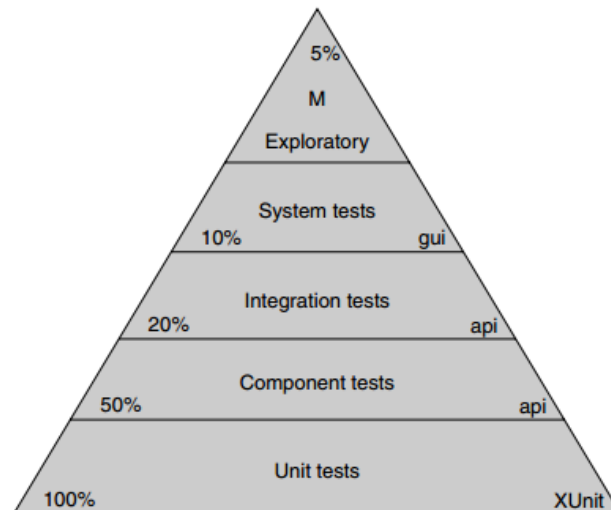 5%
M
Exploratory
System tests
10% gui
Integration tests
20% api
Component tests
50% api
Unit tests
100% XUnit